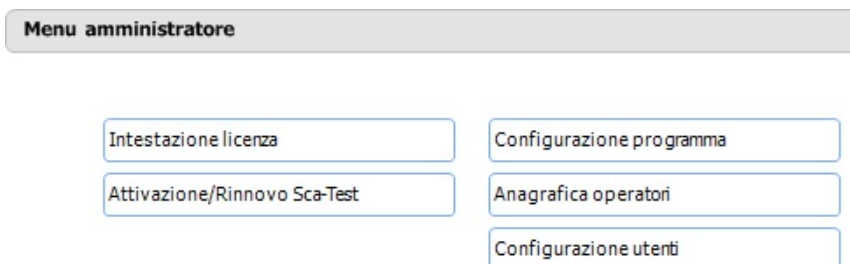 Menu amministratore
Intestazione licenza
Configurazione programma
Attivazione/Rinnovo Sca-Test
Anagrafica operatori
Configurazione utenti